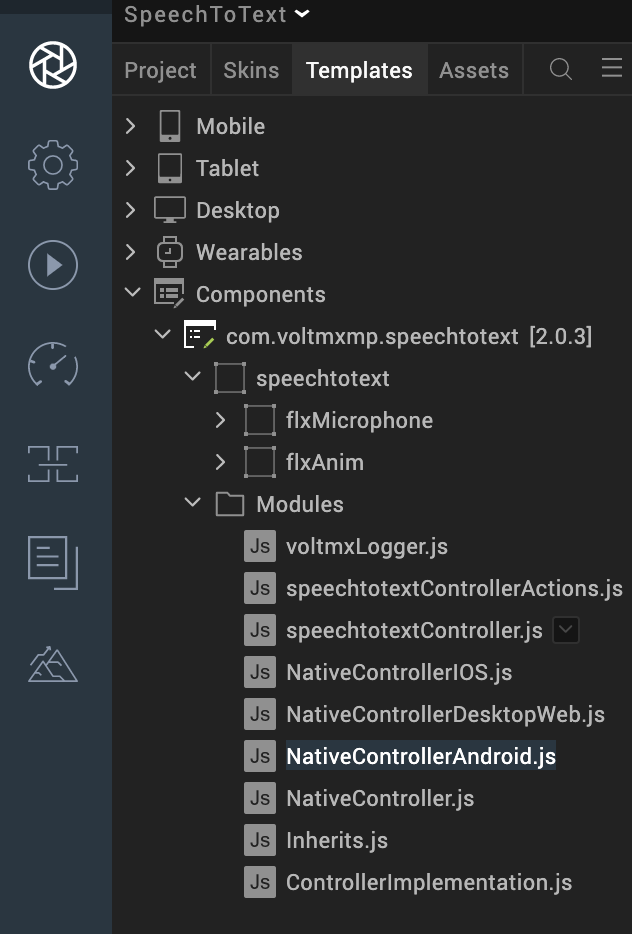 SpeechToText
Project Skins Templates Assets
Mobile
Tablet
Desktop
Wearables
Components
com.voltmxmp.speechtotext [2.0.3]
speechtotext
flxMicrophone
flxAnim
Modules
Js voltmxLogger.js
Js speechtotextControllerActions.js
Js speechtotextController.js
Js NativeControllerIOS.js
Js NativeControllerDesktopWeb.js
Js NativeControllerAndroid.js
Js NativeController.js
Js Inherits.js
Js ControllerImplementation.js